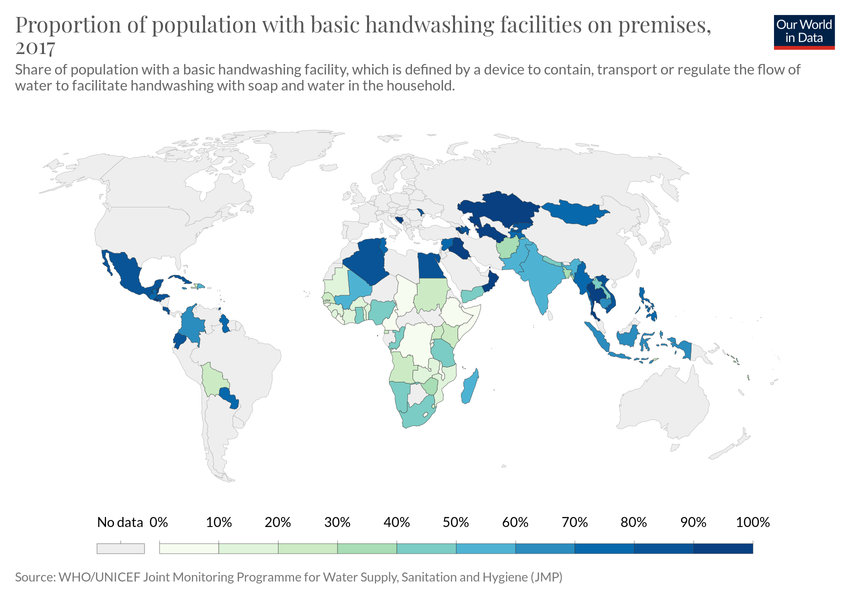 Proportion of population with basic handwashing facilities on premises,
2017
Our World
in Data
Share of population with a basic handwashing facility, which is defined by a device to contain, transport or regulate the flow of
water to facilitate handwashing with soap and water in the household.
No data 0% 10% 20% 30% 40% 50% 60% 70% 80% 90% 100%
Source: WHO/UNICEF Joint Monitoring Programme for Water Supply, Sanitation and Hygiene (JMP)